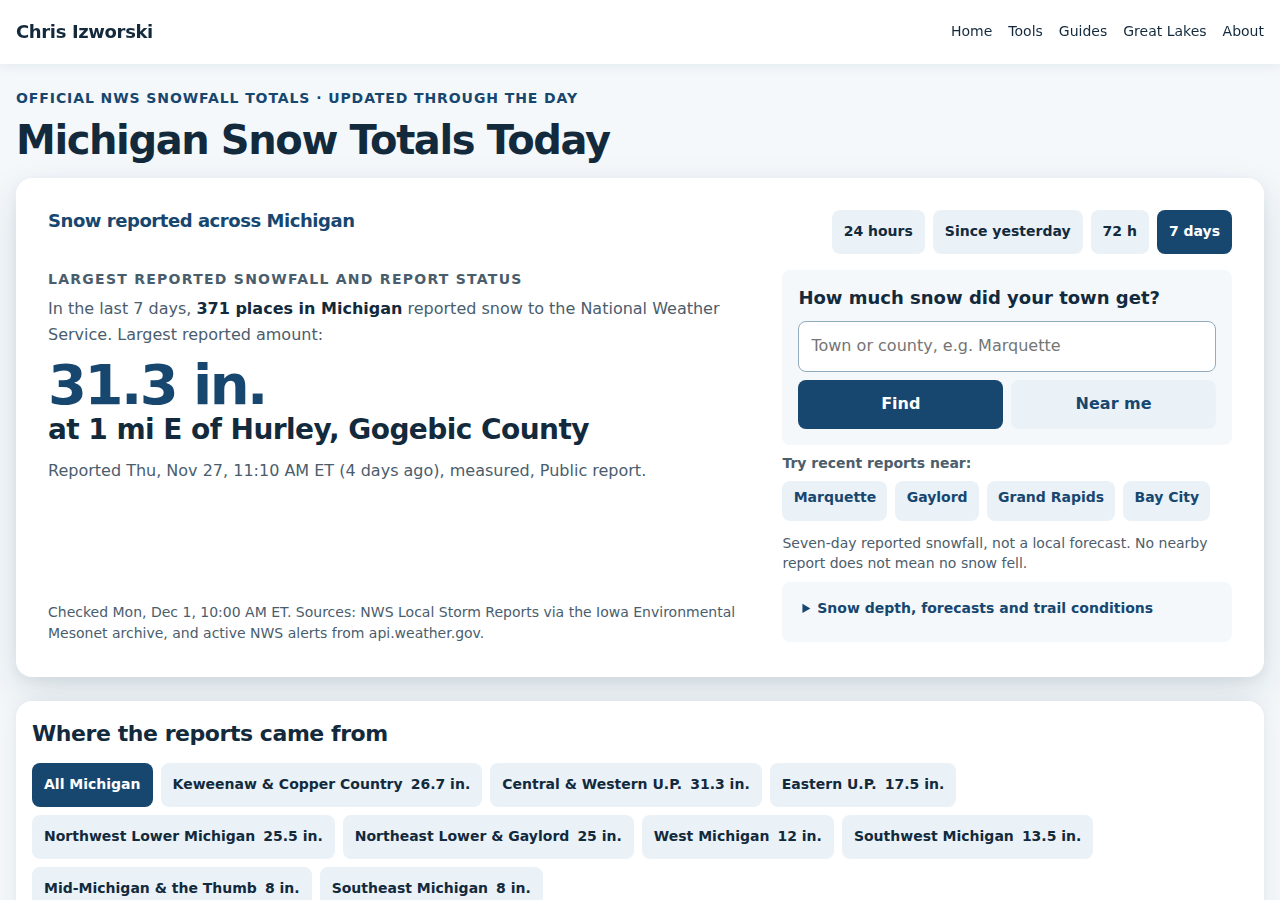 Chris Izworski
Home Tools Guides Great Lakes About
OFFICIAL NWS SNOWFALL TOTALS · UPDATED THROUGH THE DAY
Michigan Snow Totals Today
Snow reported across Michigan
24 hours Since yesterday 72 h 7 days
LARGEST REPORTED SNOWFALL AND REPORT STATUS
In the last 7 days, 371 places in Michigan reported snow to the National Weather
Service. Largest reported amount:
31.3 in.
at 1 mi E of Hurley, Gogebic County
Reported Thu, Nov 27, 11:10 AM ET (4 days ago), measured, Public report.
Checked Mon, Dec 1, 10:00 AM ET. Sources: NWS Local Storm Reports via the Iowa Environmental
Mesonet archive, and active NWS alerts from api.weather.gov.
How much snow did your town get?
Town or county, e.g. Marquette
Find Near me
Try recent reports near:
Marquette Gaylord Grand Rapids Bay City
Seven-day reported snowfall, not a local forecast. No nearby
report does not mean no snow fell.
Snow depth, forecasts and trail conditions
Where the reports came from
All Michigan Keweenaw & Copper Country 26.7 in. Central & Western U.P. 31.3 in. Eastern U.P. 17.5 in.
Northwest Lower Michigan 25.5 in. Northeast Lower & Gaylord 25 in. West Michigan 12 in. Southwest Michigan 13.5 in.
Mid-Michigan & the Thumb 8 in. Southeast Michigan 8 in.